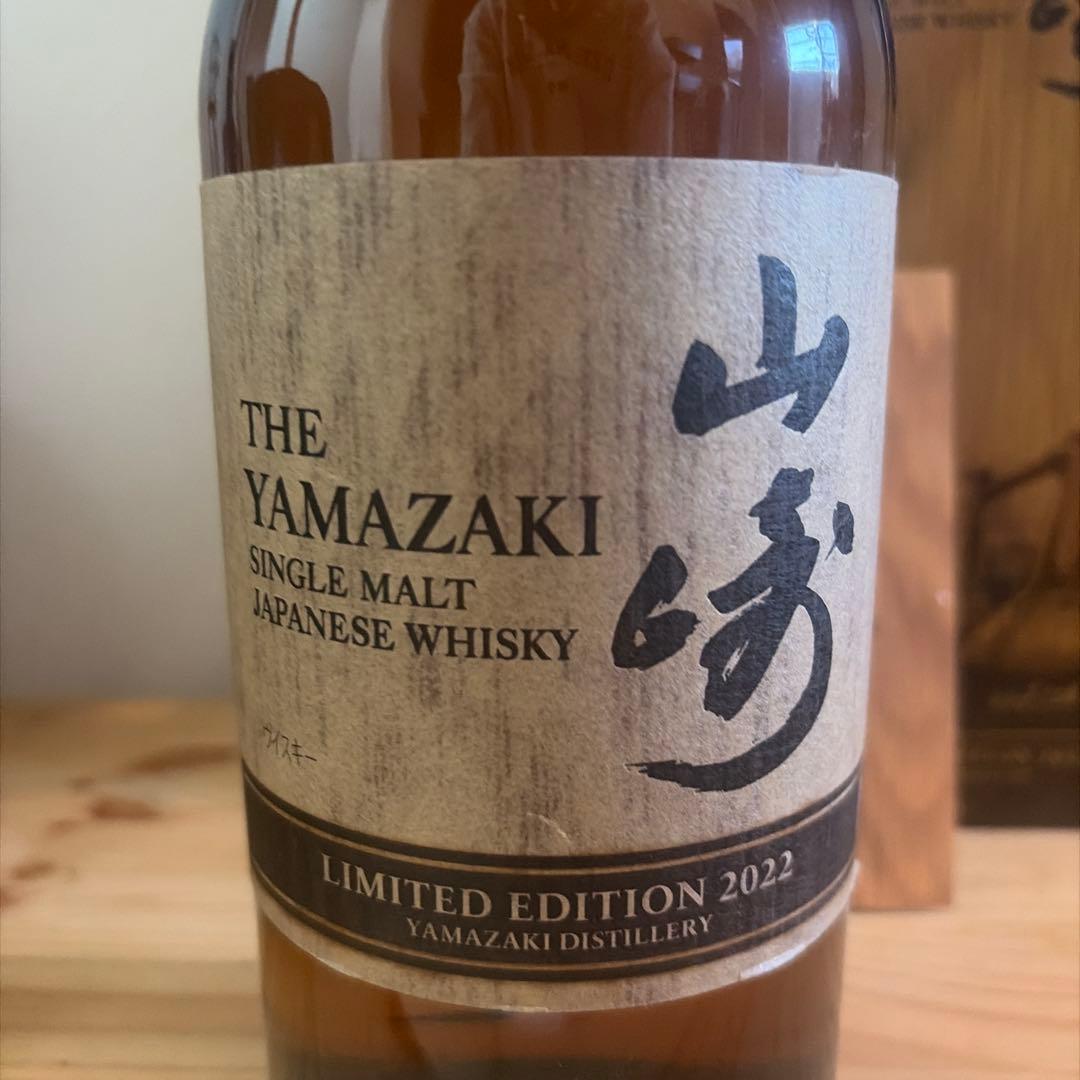 THE
YAMAZAKI
SINGLE MALT
JAPANESE WHISKY
山崎
ウイスキー
LIMITED EDITION 2022
YAMAZAKI DISTILLERY